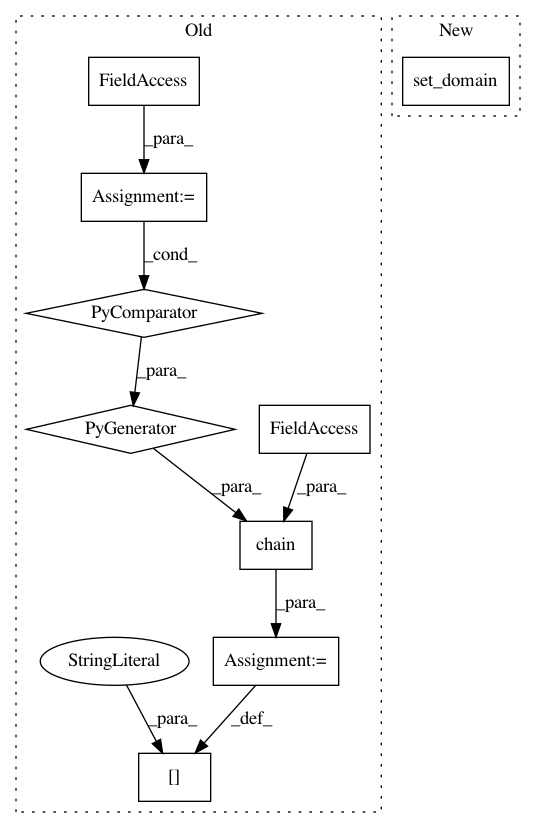 Old
New
FieldAccess
set_domain
_para_
Assignment:=
_cond_
PyComparator
_para_
PyGenerator
FieldAccess
_para_
_para_
chain
_para_
StringLiteral
Assignment:=
_para_
_def_
[]